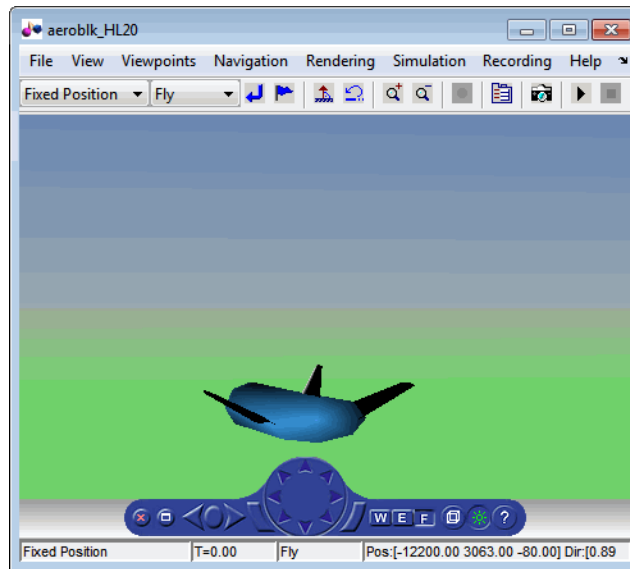 aeroblk_HL20
File View Viewpoints Navigation Rendering Simulation Recording Help
Fixed Position Fly
W E F ?
Fixed Position T=0.00 Fly Pos:[-12200.00 3063.00 -80.00] Dir:[0.89